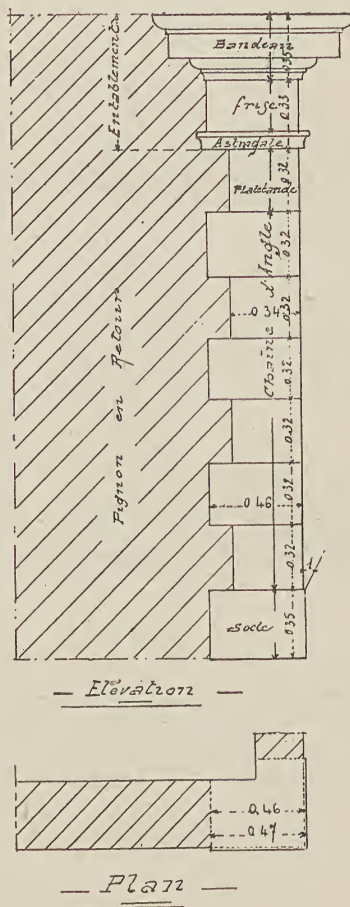 Bandeau
0.35
Entablement
frise
0.33
Astragale
0.32
Platebande
0.32
Chaîne d'Angle
0.34
0.32
Pignon en Retour
0.32
0.32
0.46
0.32
0.32
1
Socle
0.35
— Elévation —
0.46
0.47
— Plan —